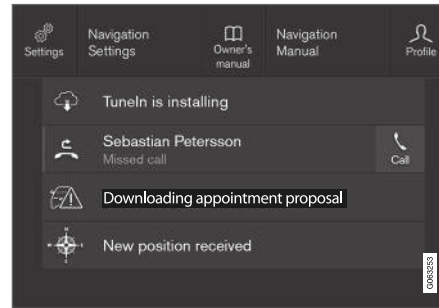 Settings
Navigation
Settings
Owner's
manual
Navigation
Manual
Profile
TuneIn is installing
Sebastian Petersson
Missed call
Call
Downloading appointment proposal
New position received
G063253